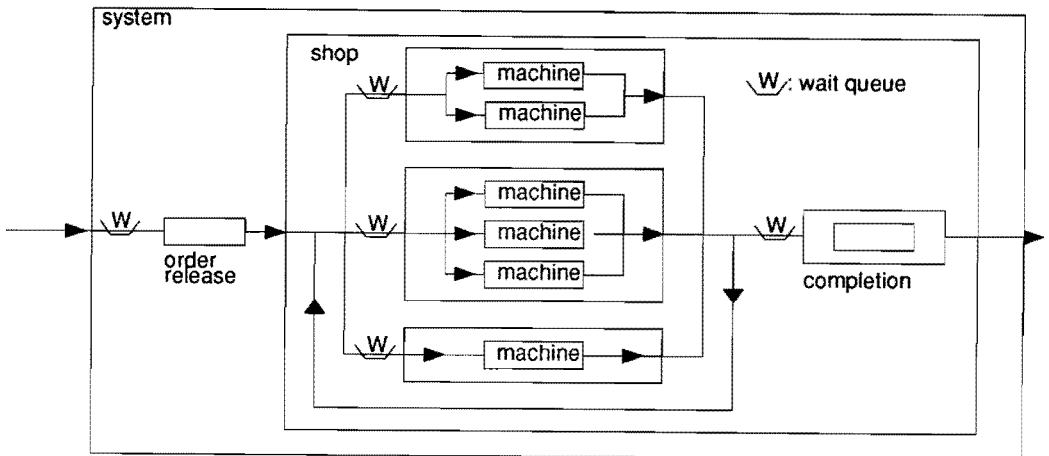 system
shop
W
machine
machine
W: wait queue
W
order
release
W
machine
machine
machine
W
completion
W
machine